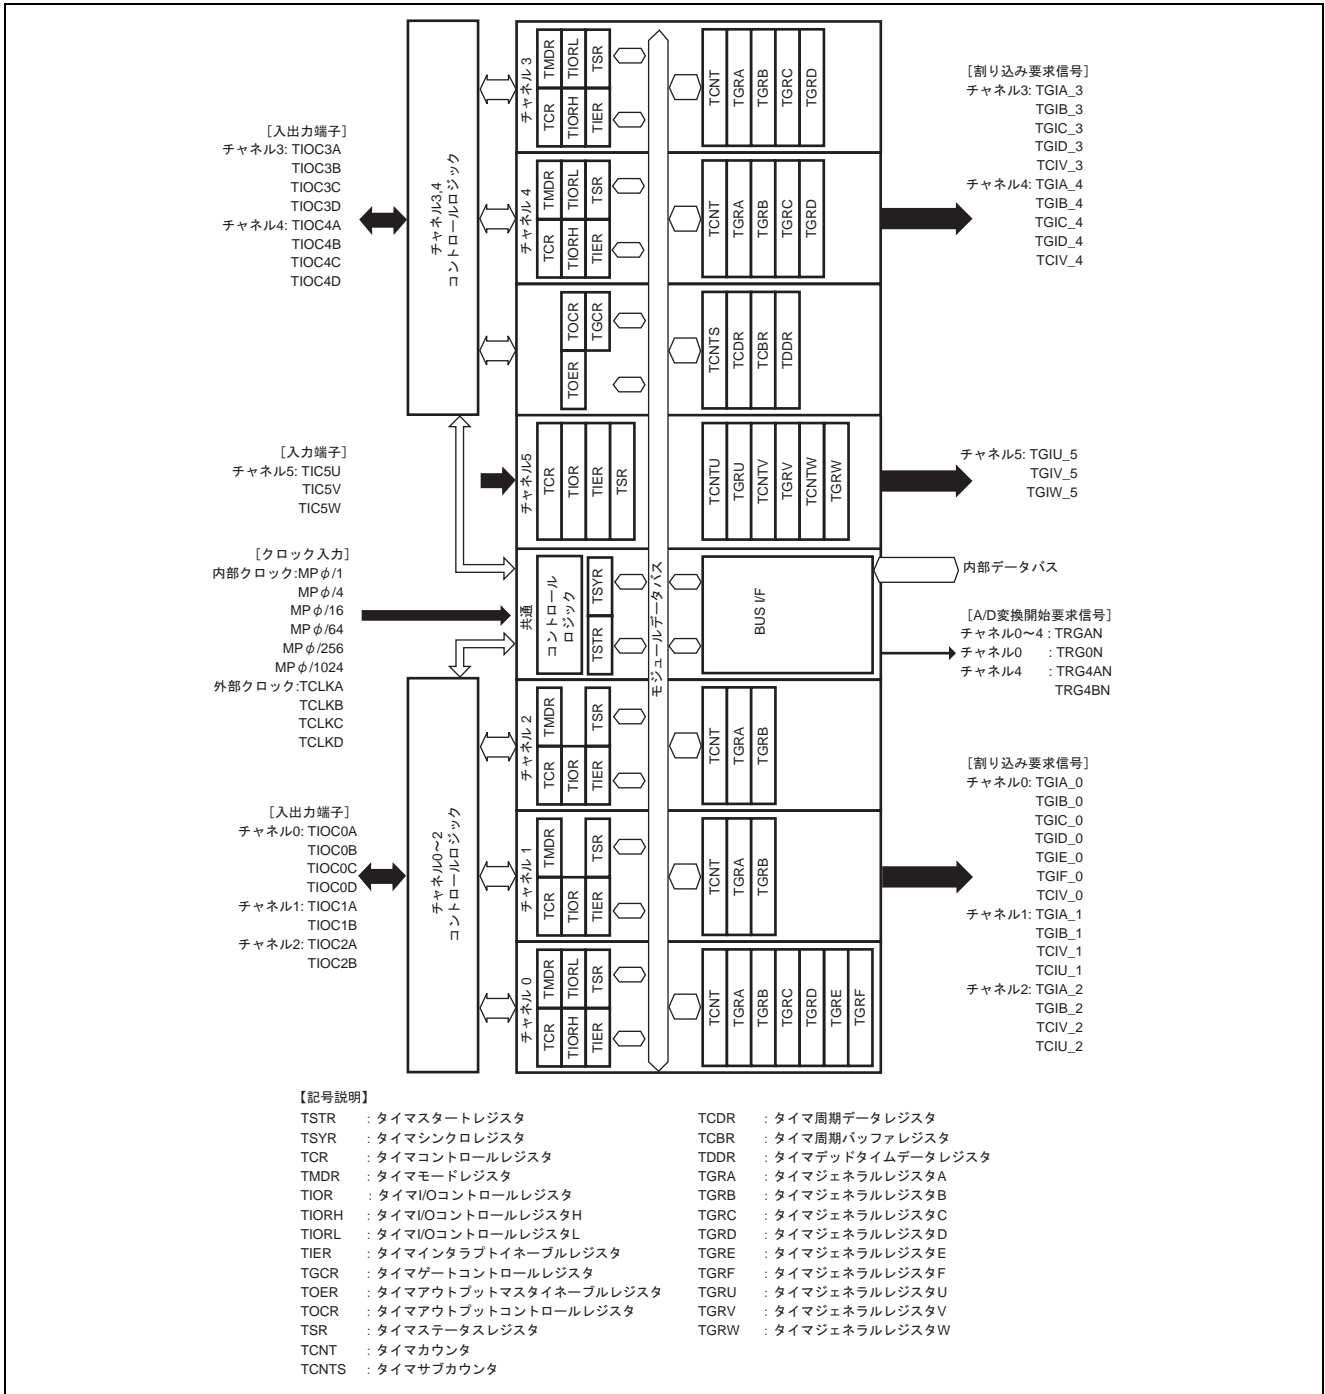 [入出力端子]
チャネル3: TIOC3A
TIOC3B
TIOC3C
TIOC3D
チャネル4: TIOC4A
TIOC4B
TIOC4C
TIOC4D
[入力端子]
チャネル5: TIC5U
TIC5V
TIC5W
[クロック入力]
内部クロック:MPφ/1
MPφ/4
MPφ/16
MPφ/64
MPφ/256
MPφ/1024
外部クロック:TCLKA
TCLKB
TCLKC
TCLKD
[入出力端子]
チャネル0: TIOC0A
TIOC0B
TIOC0C
TIOC0D
チャネル1: TIOC1A
TIOC1B
チャネル2: TIOC2A
TIOC2B
チャネル3,4
コントロールロジック
チャネル0~2
コントロールロジック
チャネル 3
TCR
TMDR
TIORH
TIORL
TIER
TSR
TCNT
TGRA
TGRB
TGRC
TGRD
チャネル 4
TCR
TMDR
TIORH
TIORL
TIER
TSR
TCNT
TGRA
TGRB
TGRC
TGRD
TOER
TOCR
TGCR
TCNTS
TCDR
TCBR
TDDR
チャネル5
TCR
TIOR
TIER
TSR
TCNTU
TGRU
TCNTV
TGRV
TCNTW
TGRW
共通
コントロール
ロジック
TSTR
TSYR
モジュールデータバス
BUS I/F
チャネル 2
TCR
TMDR
TIOR
TIER
TSR
TCNT
TGRA
TGRB
チャネル 1
TCR
TMDR
TIOR
TIER
TSR
TCNT
TGRA
TGRB
チャネル 0
TCR
TMDR
TIORH
TIORL
TIER
TSR
TCNT
TGRA
TGRB
TGRC
TGRD
TGRE
TGRF
[割り込み要求信号]
チャネル3: TGIA_3
TGIB_3
TGIC_3
TGID_3
TCIV_3
チャネル4: TGIA_4
TGIB_4
TGIC_4
TGID_4
TCIV_4
チャネル5: TGIU_5
TGIV_5
TGIW_5
内部データバス
[A/D変換開始要求信号]
チャネル0~4 : TRGAN
チャネル0 : TRG0N
チャネル4 : TRG4AN
TRG4BN
[割り込み要求信号]
チャネル0: TGIA_0
TGIB_0
TGIC_0
TGID_0
TGIE_0
TGIF_0
TCIV_0
チャネル1: TGIA_1
TGIB_1
TCIV_1
TCIU_1
チャネル2: TGIA_2
TGIB_2
TCIV_2
TCIU_2
【記号説明】
TSTR : タイマスタートレジスタ
TSYR : タイマシンクロレジスタ
TCR : タイマコントロールレジスタ
TMDR : タイマモードレジスタ
TIOR : タイマI/Oコントロールレジスタ
TIORH : タイマI/OコントロールレジスタH
TIORL : タイマI/OコントロールレジスタL
TIER : タイマインタラプトイネーブルレジスタ
TGCR : タイマゲートコントロールレジスタ
TOER : タイマアウトプットマスタイネーブルレジスタ
TOCR : タイマアウトプットコントロールレジスタ
TSR : タイマステータスレジスタ
TCNT : タイマカウンタ
TCNTS : タイマサブカウンタ
TCDR : タイマ周期データレジスタ
TCBR : タイマ周期バッファレジスタ
TDDR : タイマデッドタイムデータレジスタ
TGRA : タイマジェネラルレジスタA
TGRB : タイマジェネラルレジスタB
TGRC : タイマジェネラルレジスタC
TGRD : タイマジェネラルレジスタD
TGRE : タイマジェネラルレジスタE
TGRF : タイマジェネラルレジスタF
TGRU : タイマジェネラルレジスタU
TGRV : タイマジェネラルレジスタV
TGRW : タイマジェネラルレジスタW